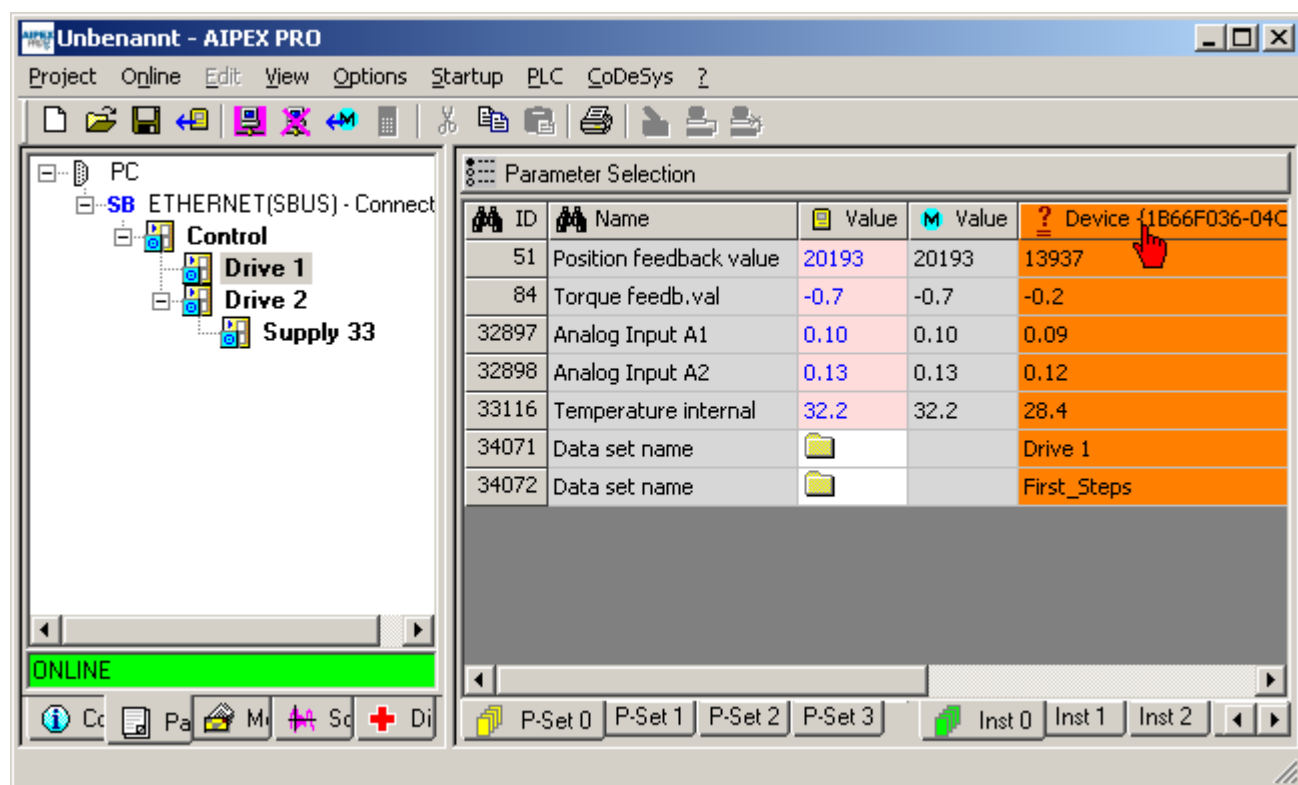 Unbenannt - AIPEX PRO
Project Online Edit View Options Startup PLC CoDeSys ?
PC
SB ETHERNET(SBUS) - Connect
Control
Drive 1
Drive 2
Supply 33
ONLINE
Pa Di
Parameter Selection
ID Name Value M Value ? Device {1B66F036-04C
51 Position feedback value 20193 20193 13937
84 Torque feedb.val -0.7 -0.7 -0.2
32897 Analog Input A1 0.10 0.10 0.09
32898 Analog Input A2 0.13 0.13 0.12
33116 Temperature internal 32.2 32.2 28.4
34071 Data set name Drive 1
34072 Data set name First_Steps
P-Set 0 P-Set 1 P-Set 2 P-Set 3 Inst 0 Inst 1 Inst 2